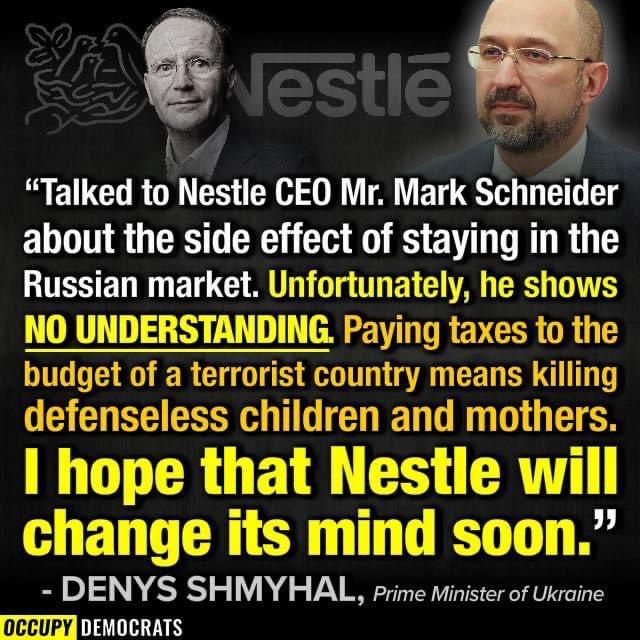 Nestlē
“Talked to Nestle CEO Mr. Mark Schneider
about the side effect of staying in the
Russian market. Unfortunately, he shows
NO UNDERSTANDING. Paying taxes to the
budget of a terrorist country means killing
defenseless children and mothers.
I hope that Nestle will
change its mind soon.”
- DENYS SHMYHAL, Prime Minister of Ukraine
OCCUPY DEMOCRATS